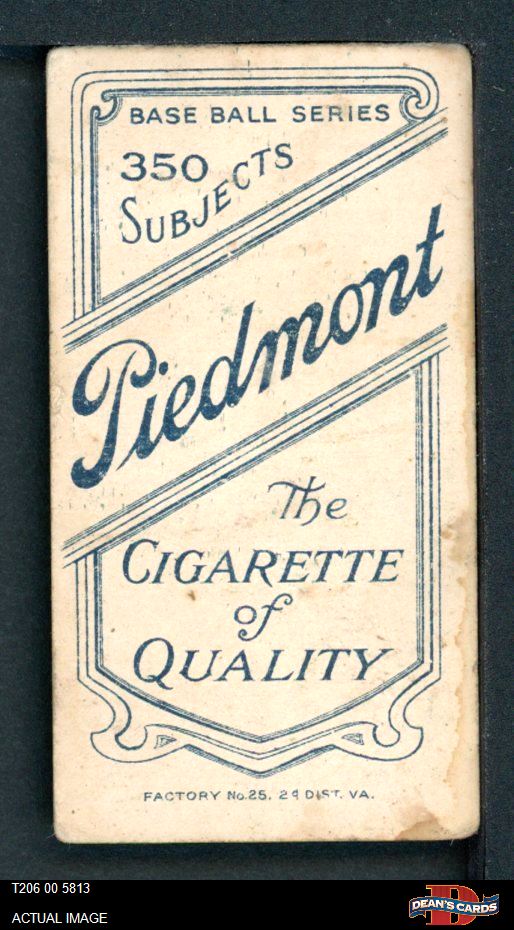 BASE BALL SERIES
350
SUBJECTS
Piedmont
The
CIGARETTE
of
QUALITY
FACTORY No.25. 2d DIST. VA.
T206 00 5813
ACTUAL IMAGE
DEAN'S CARDS